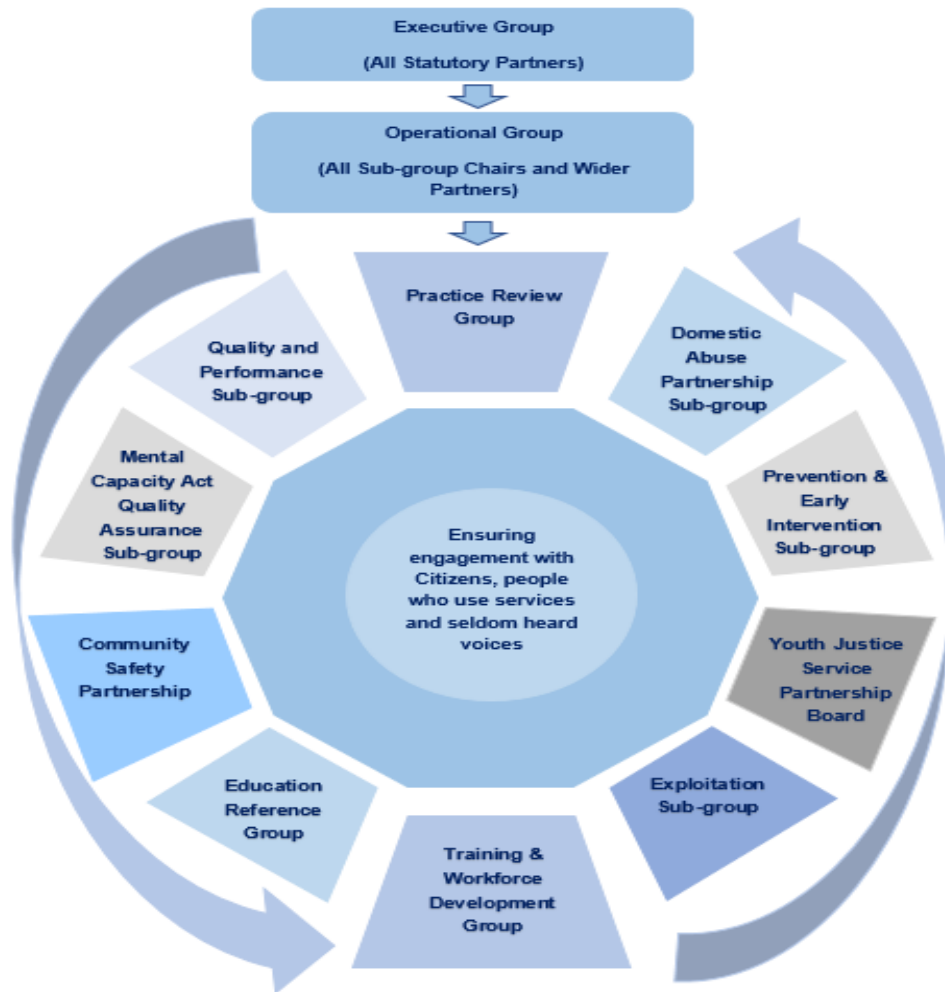 Executive Group
(All Statutory Partners)
Operational Group
(All Sub-group Chairs and Wider
Partners)
Practice Review
Group
Domestic
Abuse
Partnership
Sub-group
Prevention &
Early
Intervention
Sub-group
Youth Justice
Service
Partnership
Board
Exploitation
Sub-group
Training &
Workforce
Development
Group
Education
Reference
Group
Community
Safety
Partnership
Mental
Capacity Act
Quality
Assurance
Sub-group
Quality and
Performance
Sub-group
Ensuring
engagement with
Citizens, people
who use services
and seldom heard
voices